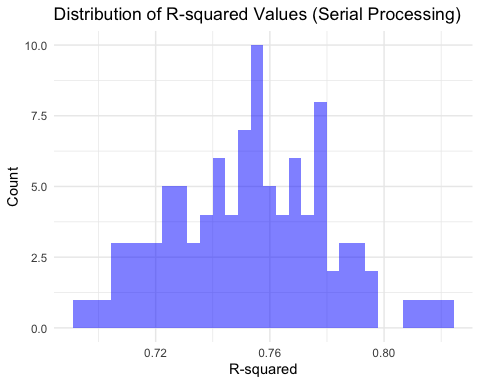 Distribution of R-squared Values (Serial Processing)
10.0
7.5
5.0
2.5
0.0
Count
0.72
0.76
0.80
R-squared